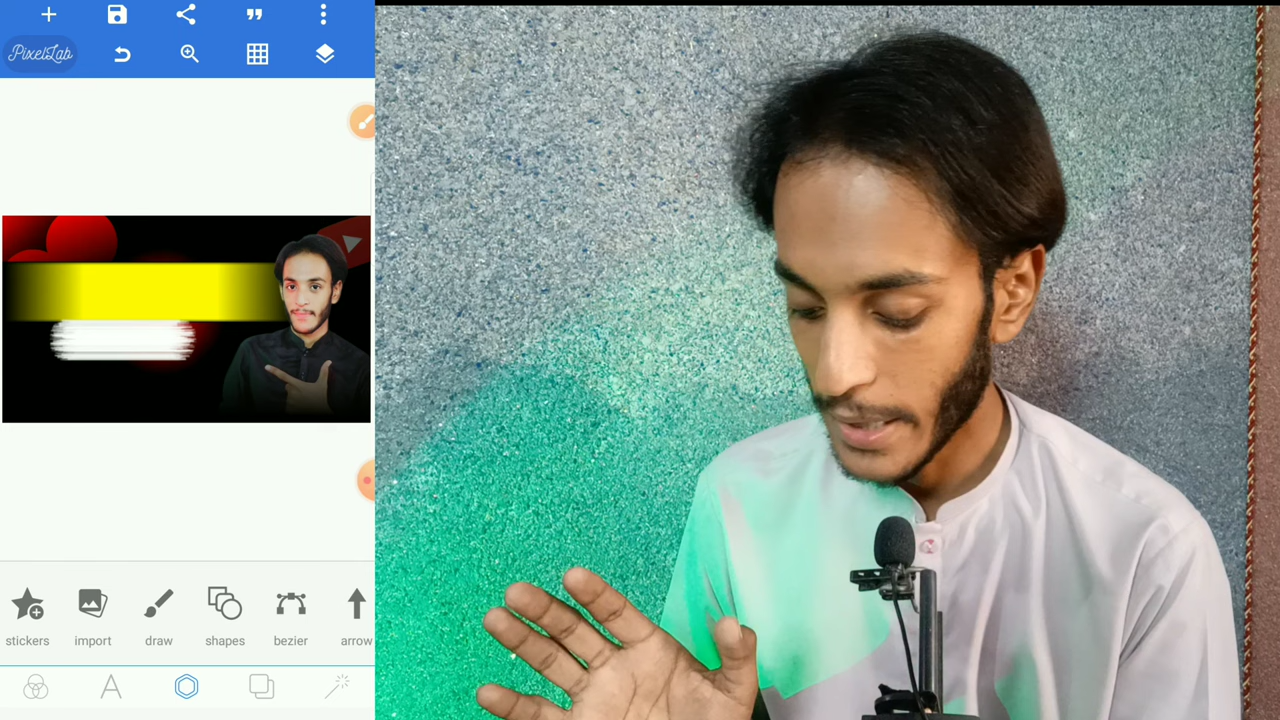 PixelLab
stickers
import
draw
shapes
bezier
arrow